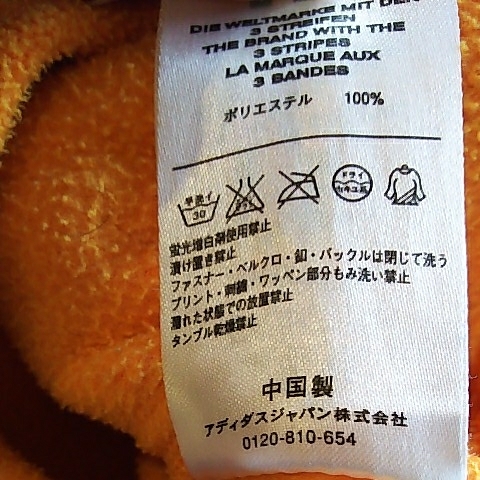 DIE WELTMARKE MIT DEN
3 STREIFEN
THE BRAND WITH THE
3 STRIPES
LA MARQUE AUX
3 BANDES
ポリエステル 100%
手洗イ 30 ドライ セキユ系
蛍光増白剤使用禁止
漬け置き禁止
ファスナー・ベルクロ・釦・バックルは閉じて洗う
プリント・刺繍・ワッペン部分もみ洗い禁止
濡れた状態での放置禁止
タンブル乾燥禁止
中国製
アディダスジャパン株式会社
0120-810-654